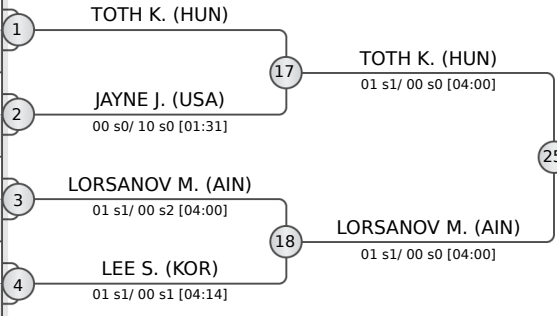 TOTH K. (HUN)
1
17
TOTH K. (HUN)
01 s1/ 00 s0 [04:00]
JAYNE J. (USA)
2
00 s0/ 10 s0 [01:31]
25
LORSANOV M. (AIN)
3
01 s1/ 00 s2 [04:00]
18
LORSANOV M. (AIN)
01 s1/ 00 s0 [04:00]
LEE S. (KOR)
4
01 s1/ 00 s1 [04:14]